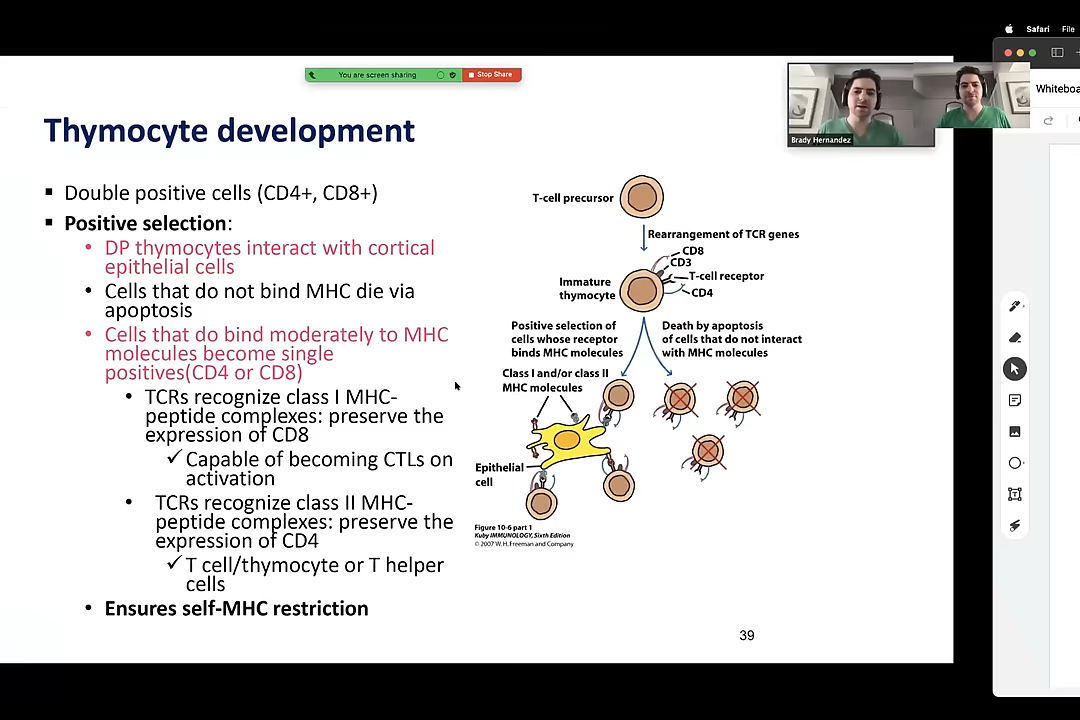 Safari File
You are screen sharing
Stop Share
Brady Hernandez
Thymocyte development
▪ Double positive cells (CD4+, CD8+)
▪ Positive selection:
• DP thymocytes interact with cortical
epithelial cells
• Cells that do not bind MHC die via
apoptosis
• Cells that do bind moderately to MHC
molecules become single
positives(CD4 or CD8)
• TCRs recognize class I MHC-
peptide complexes: preserve the
expression of CD8
✓Capable of becoming CTLs on
activation
• TCRs recognize class II MHC-
peptide complexes: preserve the
expression of CD4
✓T cell/thymocyte or T helper
cells
• Ensures self-MHC restriction
T-cell precursor
Rearrangement of TCR genes
CD8
CD3
T-cell receptor
CD4
Immature
thymocyte
Positive selection of
cells whose receptor
binds MHC molecules
Death by apoptosis
of cells that do not interact
with MHC molecules
Class I and/or class II
MHC molecules
Epithelial
cell
Figure 10-6 part 1
Kuby IMMUNOLOGY, Sixth Edition
© 2007 W. H. Freeman and Company
39